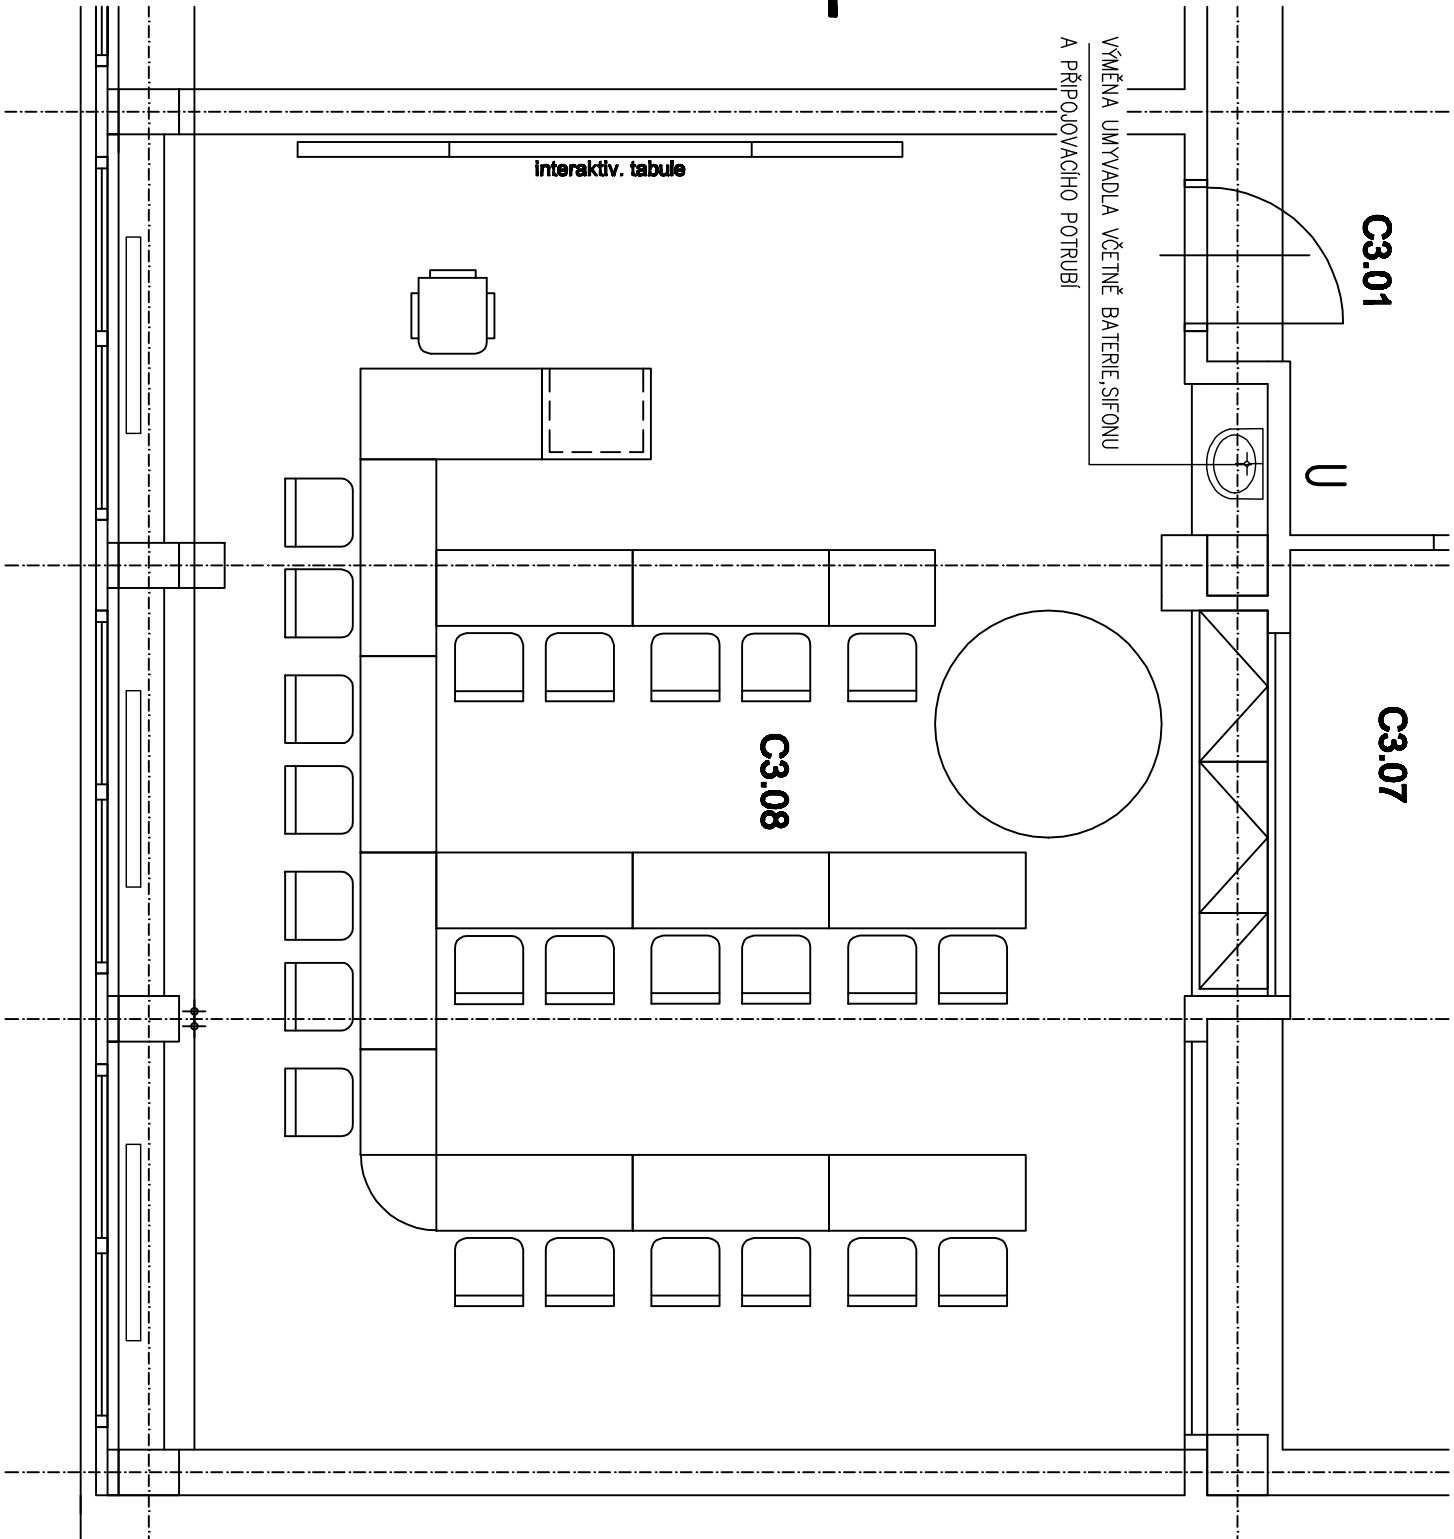 VÝMĚNA UMYVADLA VČETNĚ BATERIE,SIFONU
A PŘIPOJOVACÍHO POTRUBÍ
interaktiv. tabule
C3.01
U
C3.07
C3.08